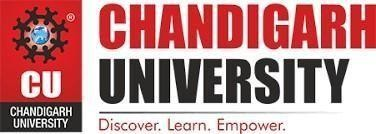 ®
CU
CHANDIGARH
UNIVERSITY
CHANDIGARH
UNIVERSITY
Discover. Learn. Empower.